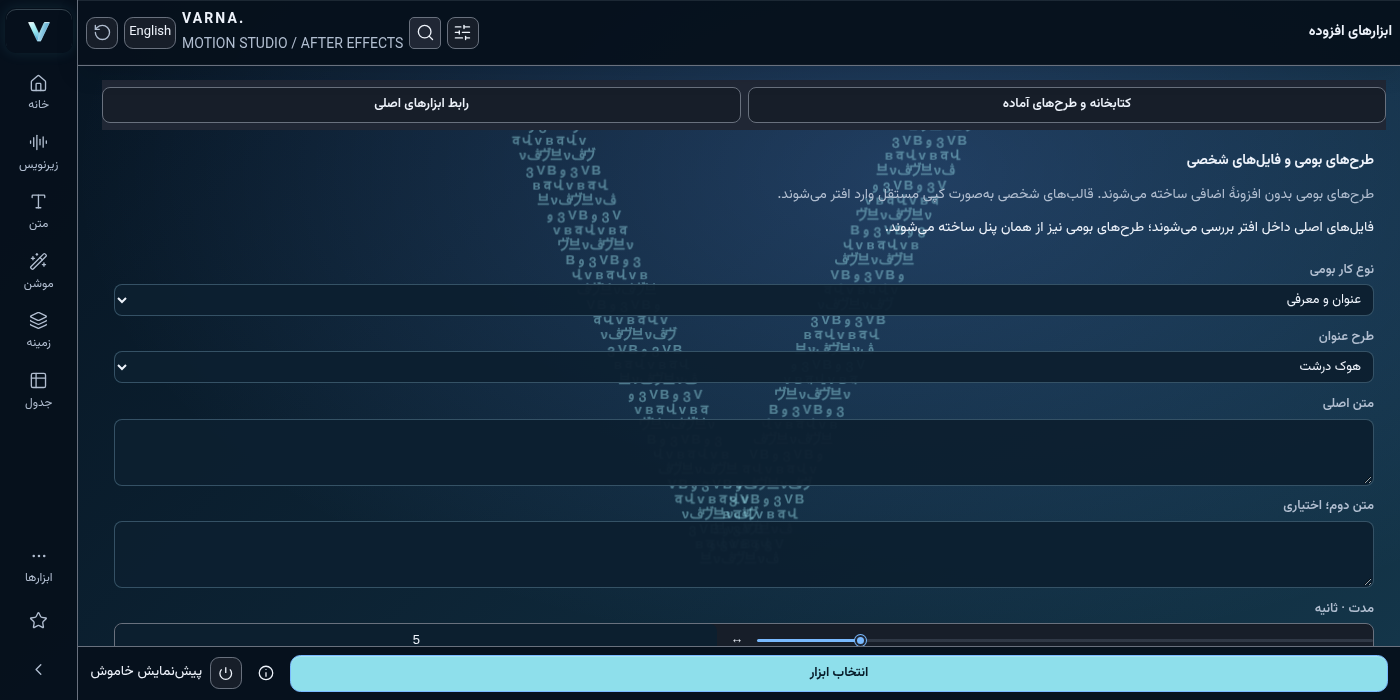 ابزارهای افزوده
VARNA.
MOTION STUDIO / AFTER EFFECTS
English
خانه
زیرنویس
متن
موشن
زمینه
جدول
ابزارها
کتابخانه و طرح‌های آماده
رابط ابزارهای اصلی
طرح‌های بومی و فایل‌های شخصی
طرح‌های بومی بدون افزونهٔ اضافی ساخته می‌شوند. قالب‌های شخصی به‌صورت کپی مستقل وارد افتر می‌شوند.
فایل‌های اصلی داخل افتر بررسی می‌شوند؛ طرح‌های بومی نیز از همان پنل ساخته می‌شوند.
نوع کار بومی
عنوان و معرفی
طرح عنوان
هوک درشت
متن اصلی
متن دوم؛ اختیاری
مدت · ثانیه
5
انتخاب ابزار
پیش‌نمایش خاموش